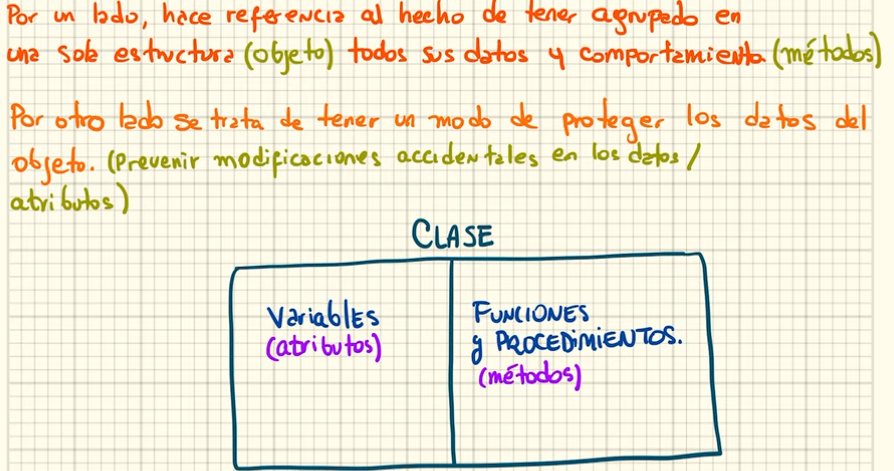 Por un lado, hace referencia al hecho de tener agrupado en
una sola estructura (objeto) todos sus datos y comportamiento. (métodos)
Por otro lado se trata de tener un modo de proteger los datos del
objeto. (Prevenir modificaciones accidentales en los datos /
atributos)
CLASE
Variables
(atributos)
FUNCIONES
y PROCEDIMIENTOS.
(métodos)